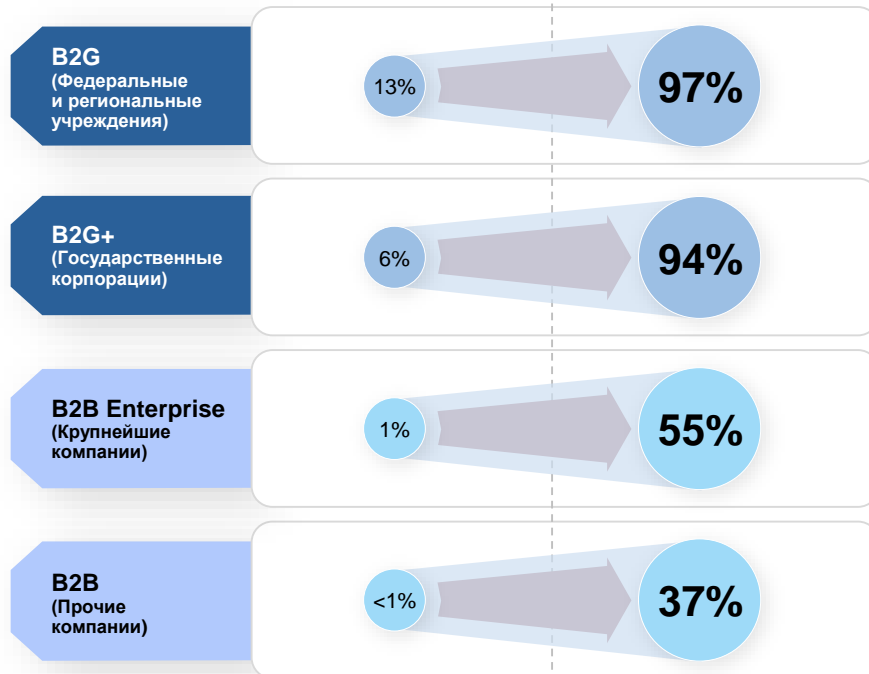 B2G
(Федеральные
и региональные
учреждения)
13%
97%
B2G+
(Государственные
корпорации)
6%
94%
B2B Enterprise
(Крупнейшие
компании)
1%
55%
B2B
(Прочие
компании)
<1%
37%